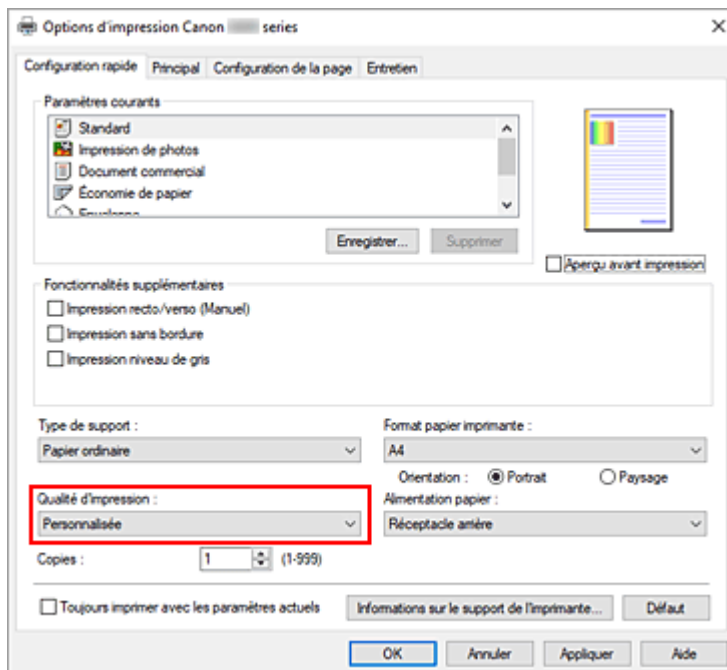 Options d'impression Canon series
Configuration rapide Principal Configuration de la page Entretien
Paramètres courants
Standard
Impression de photos
Document commercial
Économie de papier
Enregistrer... Supprimer
Aperçu avant impression
Fonctionnalités supplémentaires
Impression recto/verso (Manuel)
Impression sans bordure
Impression niveau de gris
Type de support : Format papier imprimante :
Papier ordinaire A4
Orientation : Portrait Paysage
Qualité d'impression : Alimentation papier :
Personnalisée Réceptacle arrière
Copies : 1 (1-999)
Toujours imprimer avec les paramètres actuels Informations sur le support de l'imprimante... Défaut
OK Annuler Appliquer Aide